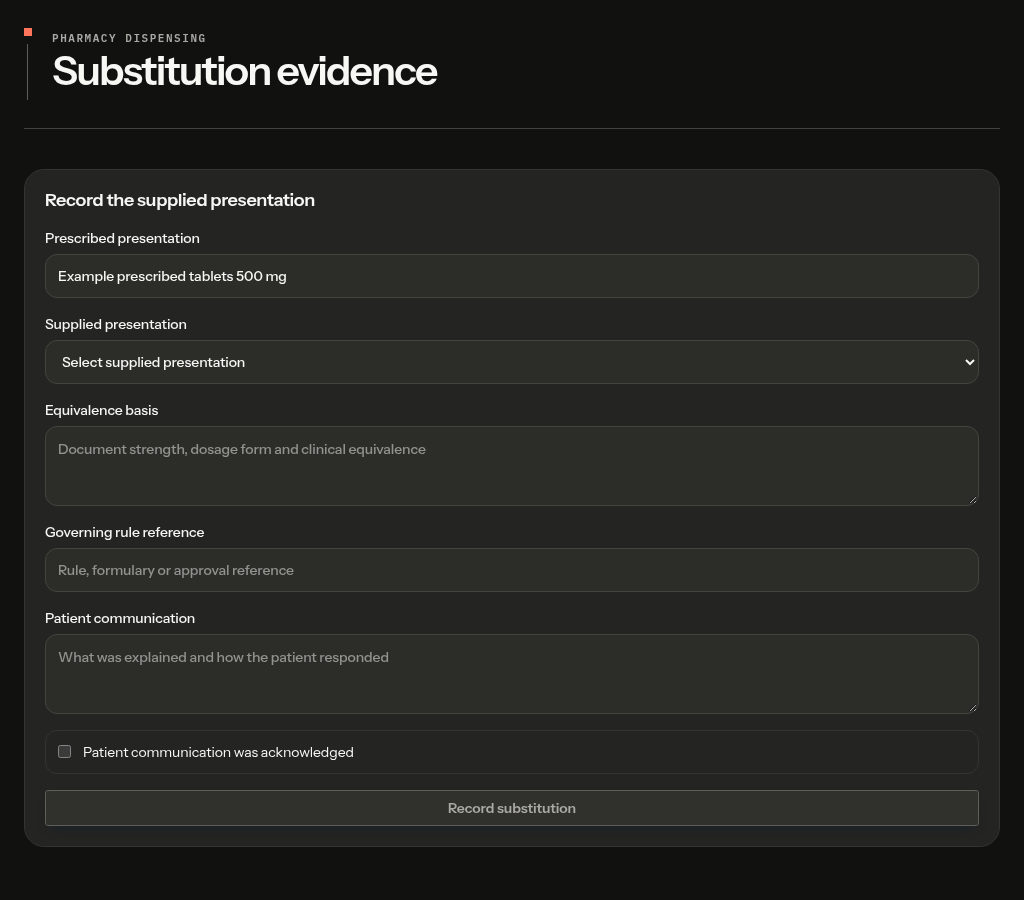 PHARMACY DISPENSING
Substitution evidence
Record the supplied presentation
Prescribed presentation
Example prescribed tablets 500 mg
Supplied presentation
Select supplied presentation
Equivalence basis
Document strength, dosage form and clinical equivalence
Governing rule reference
Rule, formulary or approval reference
Patient communication
What was explained and how the patient responded
Patient communication was acknowledged
Record substitution